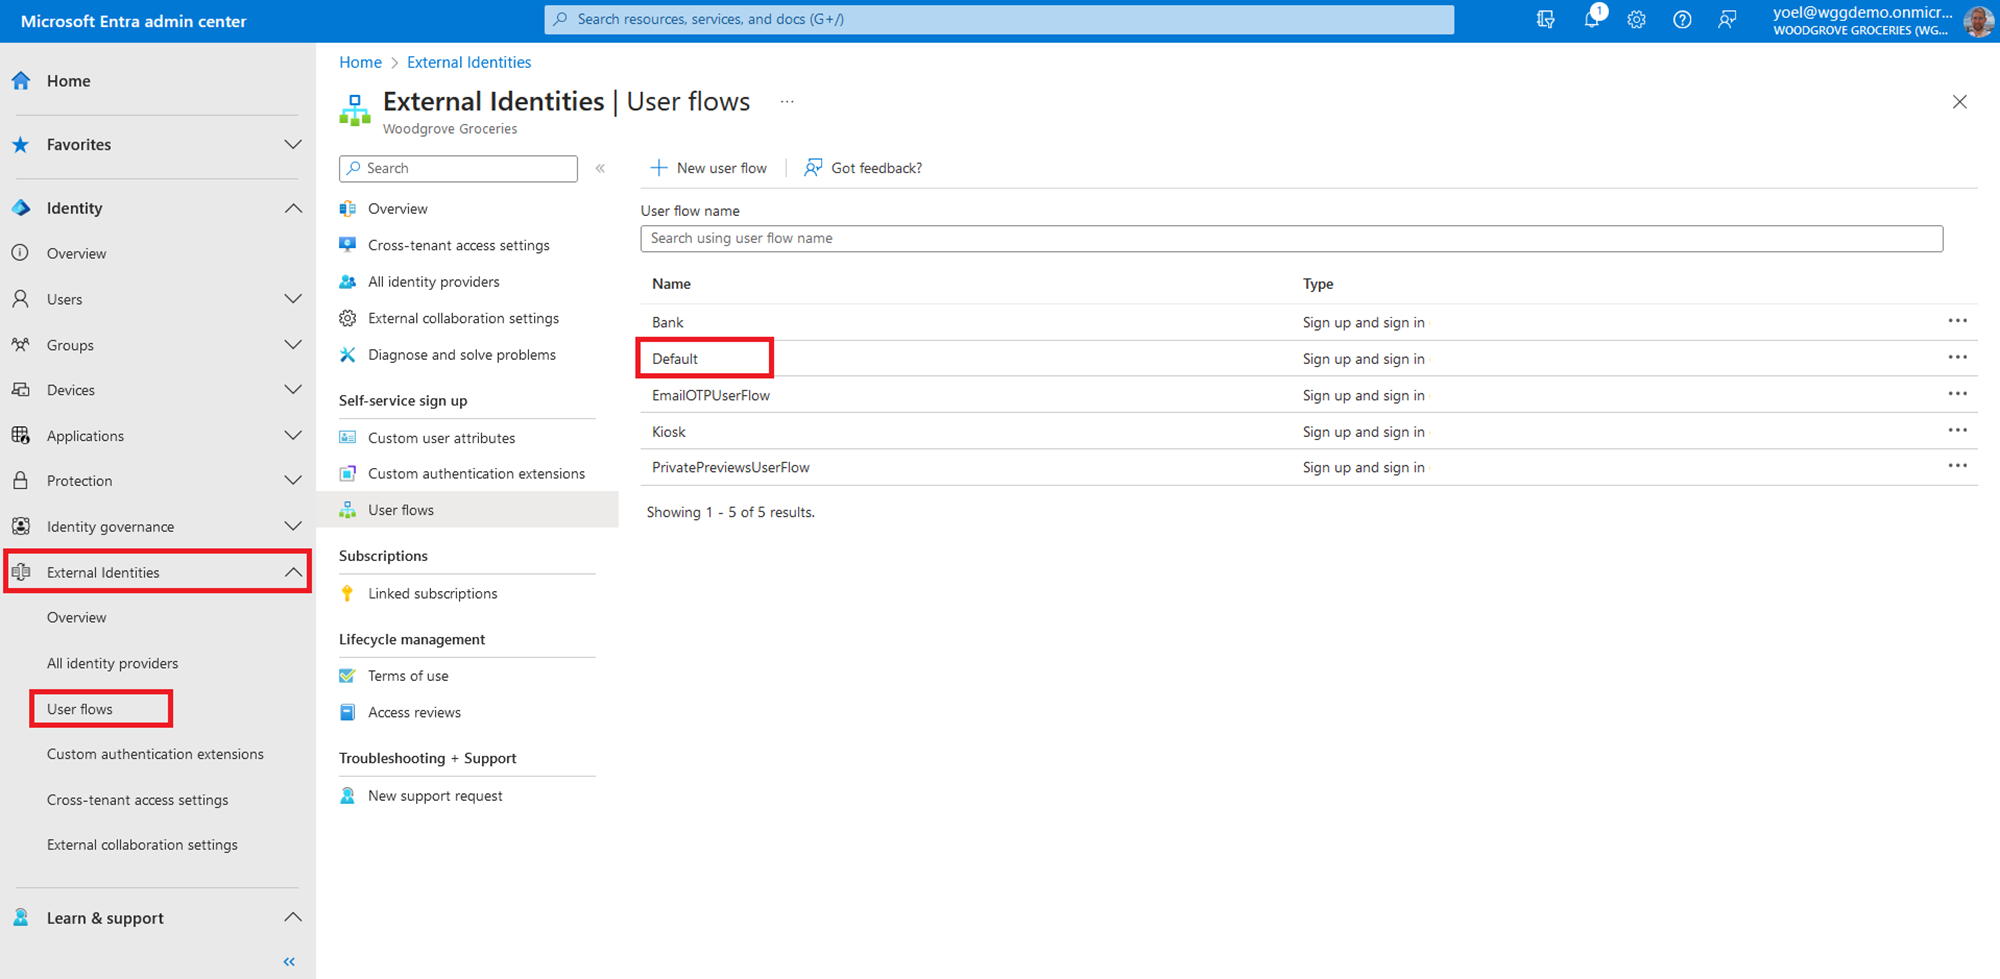 Microsoft Entra admin center
Search resources, services, and docs (G+/)
1
yoel@wggdemo.onmicr...
WOODGROVE GROCERIES (WG...
Home
Favorites
Identity
Overview
Users
Groups
Devices
Applications
Protection
Identity governance
External Identities
Overview
All identity providers
User flows
Custom authentication extensions
Cross-tenant access settings
External collaboration settings
Learn & support
«
Home > External Identities
External Identities | User flows ...
Woodgrove Groceries
Search
«
Overview
Cross-tenant access settings
All identity providers
External collaboration settings
Diagnose and solve problems
Self-service sign up
Custom user attributes
Custom authentication extensions
User flows
Subscriptions
Linked subscriptions
Lifecycle management
Terms of use
Access reviews
Troubleshooting + Support
New support request
New user flow
Got feedback?
User flow name
Search using user flow name
Name Type
Bank Sign up and sign in ...
Default Sign up and sign in ...
EmailOTPUserFlow Sign up and sign in ...
Kiosk Sign up and sign in ...
PrivatePreviewsUserFlow Sign up and sign in ...
Showing 1 - 5 of 5 results.